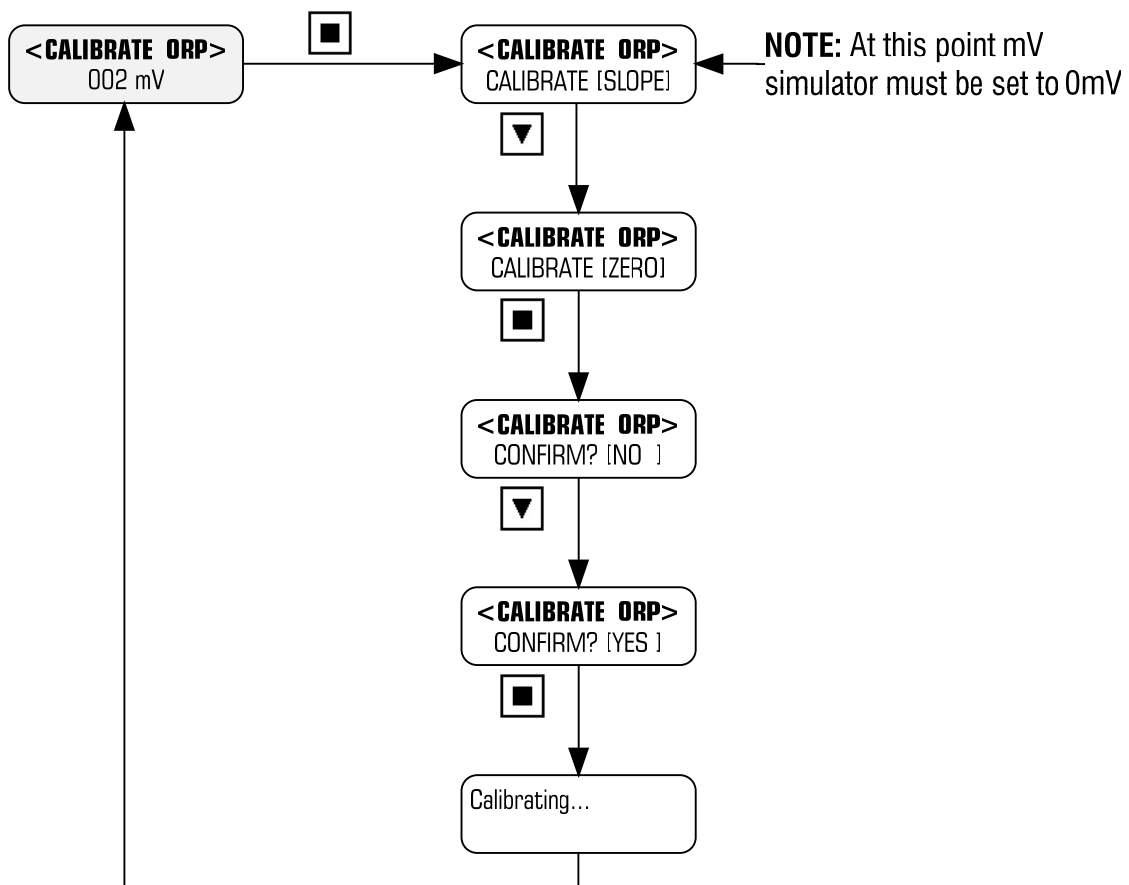 <CALIBRATE ORP>
002 mV
<CALIBRATE ORP>
CALIBRATE [SLOPE]
NOTE: At this point mV
simulator must be set to 0mV
<CALIBRATE ORP>
CALIBRATE [ZERO]
<CALIBRATE ORP>
CONFIRM? [NO ]
<CALIBRATE ORP>
CONFIRM? [YES ]
Calibrating...